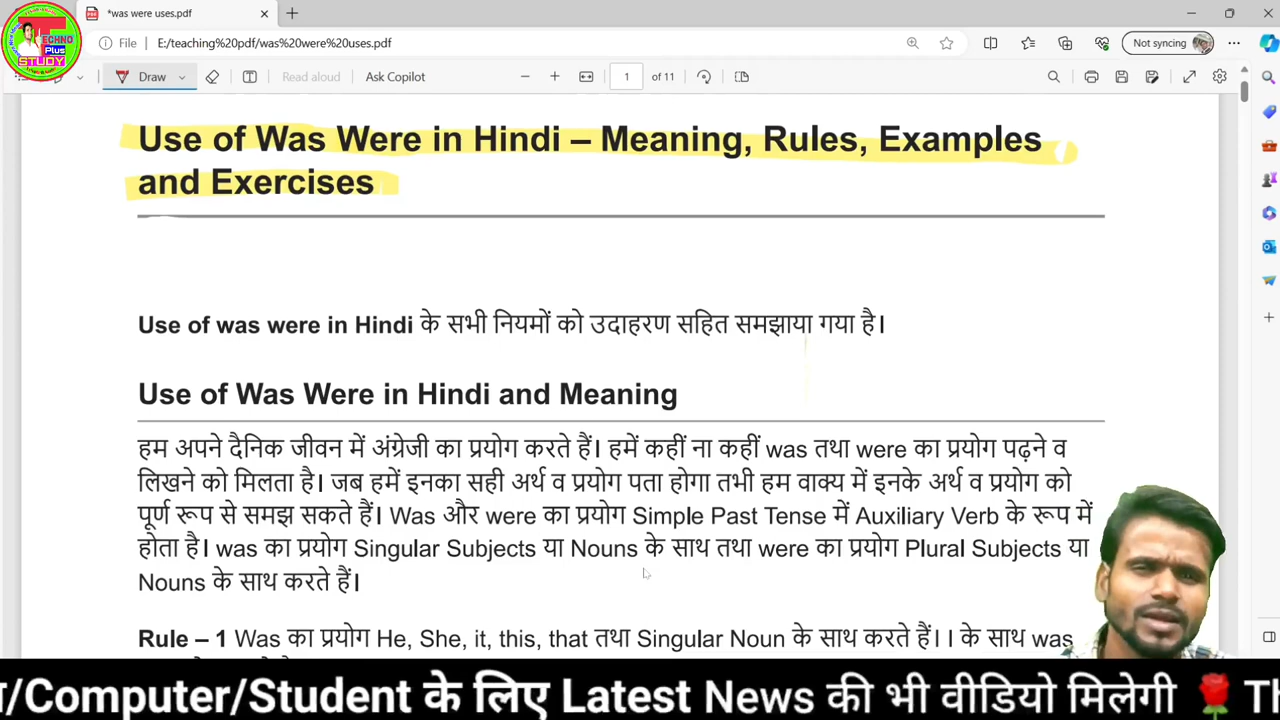 TECHNO
Plus
STUDY
*was were uses.pdf
File E:/teaching%20pdf/was%20were%20uses.pdf
Not syncing
Draw
Read aloud
Ask Copilot
1 of 11
Use of Was Were in Hindi – Meaning, Rules, Examples
and Exercises
Use of was were in Hindi के सभी नियमों को उदाहरण सहित समझाया गया है।
Use of Was Were in Hindi and Meaning
हम अपने दैनिक जीवन में अंग्रेजी का प्रयोग करते हैं। हमें कहीं ना कहीं was तथा were का प्रयोग पढ़ने व
लिखने को मिलता है। जब हमें इनका सही अर्थ व प्रयोग पता होगा तभी हम वाक्य में इनके अर्थ व प्रयोग को
पूर्ण रूप से समझ सकते हैं। Was और were का प्रयोग Simple Past Tense में Auxiliary Verb के रूप में
होता है। was का प्रयोग Singular Subjects या Nouns के साथ तथा were का प्रयोग Plural Subjects या
Nouns के साथ करते हैं।
Rule – 1 Was का प्रयोग He, She, it, this, that तथा Singular Noun के साथ करते हैं। I के साथ was
/Computer/Student के लिए Latest News की भी वीडियो मिलेगी 🌹 Th